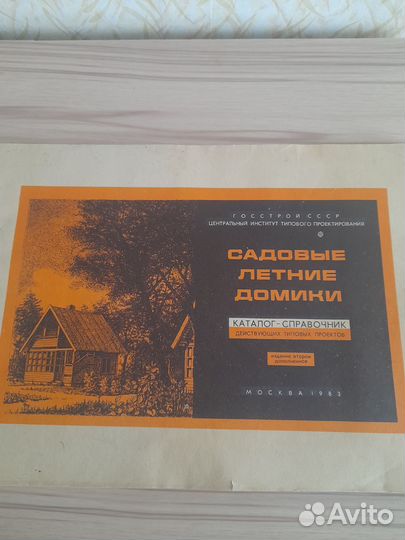 ГОССТРОЙ СССР
ЦЕНТРАЛЬНЫЙ ИНСТИТУТ ТИПОВОГО ПРОЕКТИРОВАНИЯ
САДОВЫЕ
ЛЕТНИЕ
ДОМИКИ
КАТАЛОГ-СПРАВОЧНИК
ДЕЙСТВУЮЩИХ ТИПОВЫХ ПРОЕКТОВ
издание второе
дополненное
МОСКВА 1983
Avito